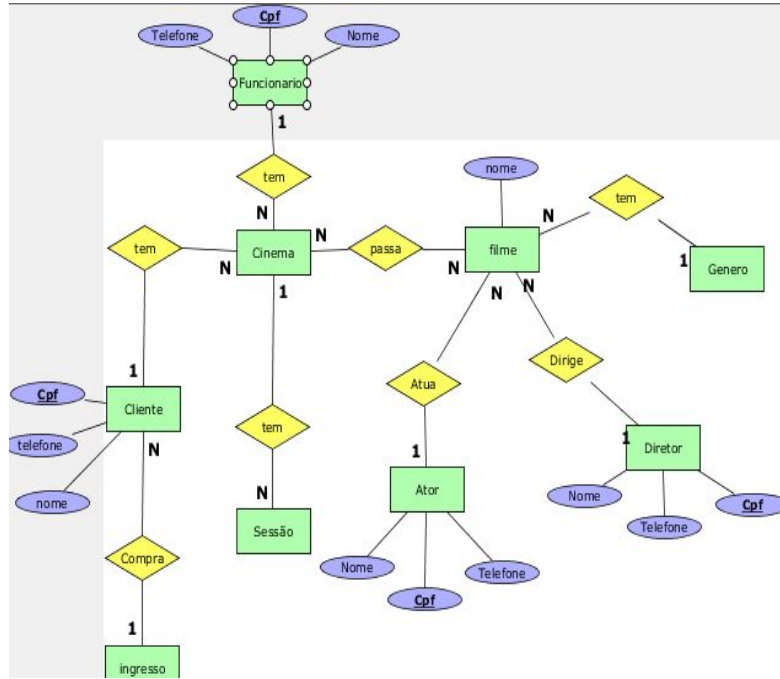 Cpf
Telefone
Nome
Funcionario
1
tem
N
nome
tem
N
tem
N
Cinema
N
passa
N
filme
1
Genero
N
1
N
N
Dirige
Atua
1
Cpf
Cliente
telefone
N
nome
tem
N
Sessão
1
Ator
1
Diretor
Nome
Telefone
Cpf
Nome
Cpf
Telefone
Compra
1
ingresso